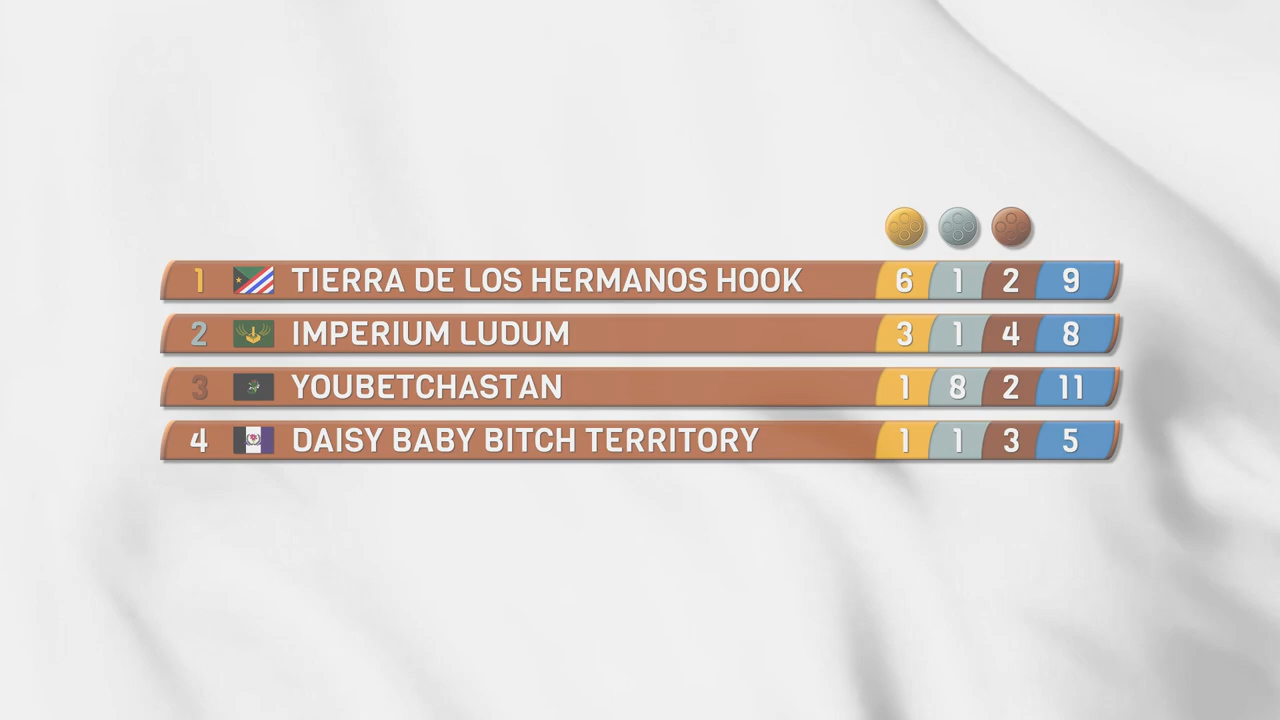 1 TIERRA DE LOS HERMANOS HOOK 6 1 2 9
2 IMPERIUM LUDUM 3 1 4 8
3 YOUBETCHASTAN 1 8 2 11
4 DAISY BABY BITCH TERRITORY 1 1 3 5